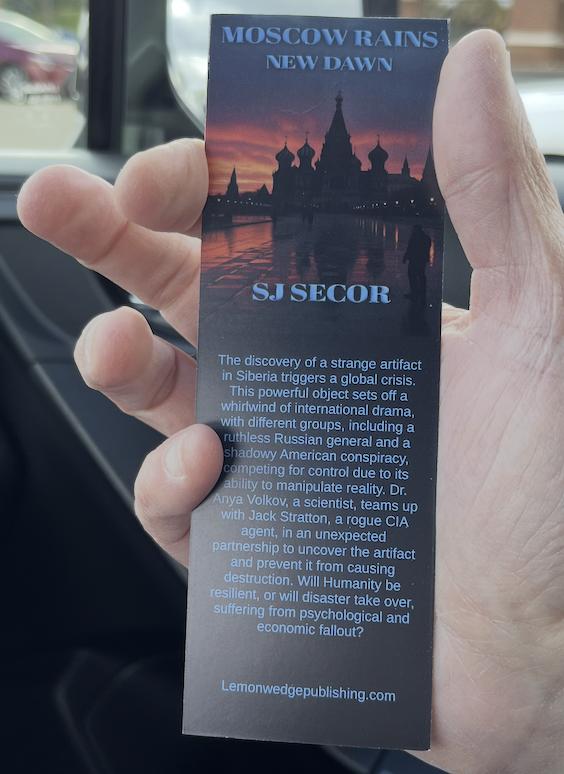 MOSCOW RAINS
NEW DAWN
SJ SECOR
The discovery of a strange artifact
in Siberia triggers a global crisis.
This powerful object sets off a
whirlwind of international drama,
with different groups, including a
ruthless Russian general and a
shadowy American conspiracy,
competing for control due to its
ability to manipulate reality. Dr.
Anya Volkov, a scientist, teams up
with Jack Stratton, a rogue CIA
agent, in an unexpected
partnership to uncover the artifact
and prevent it from causing
destruction. Will Humanity be
resilient, or will disaster take over,
suffering from psychological and
economic fallout?
Lemonwedgepublishing.com